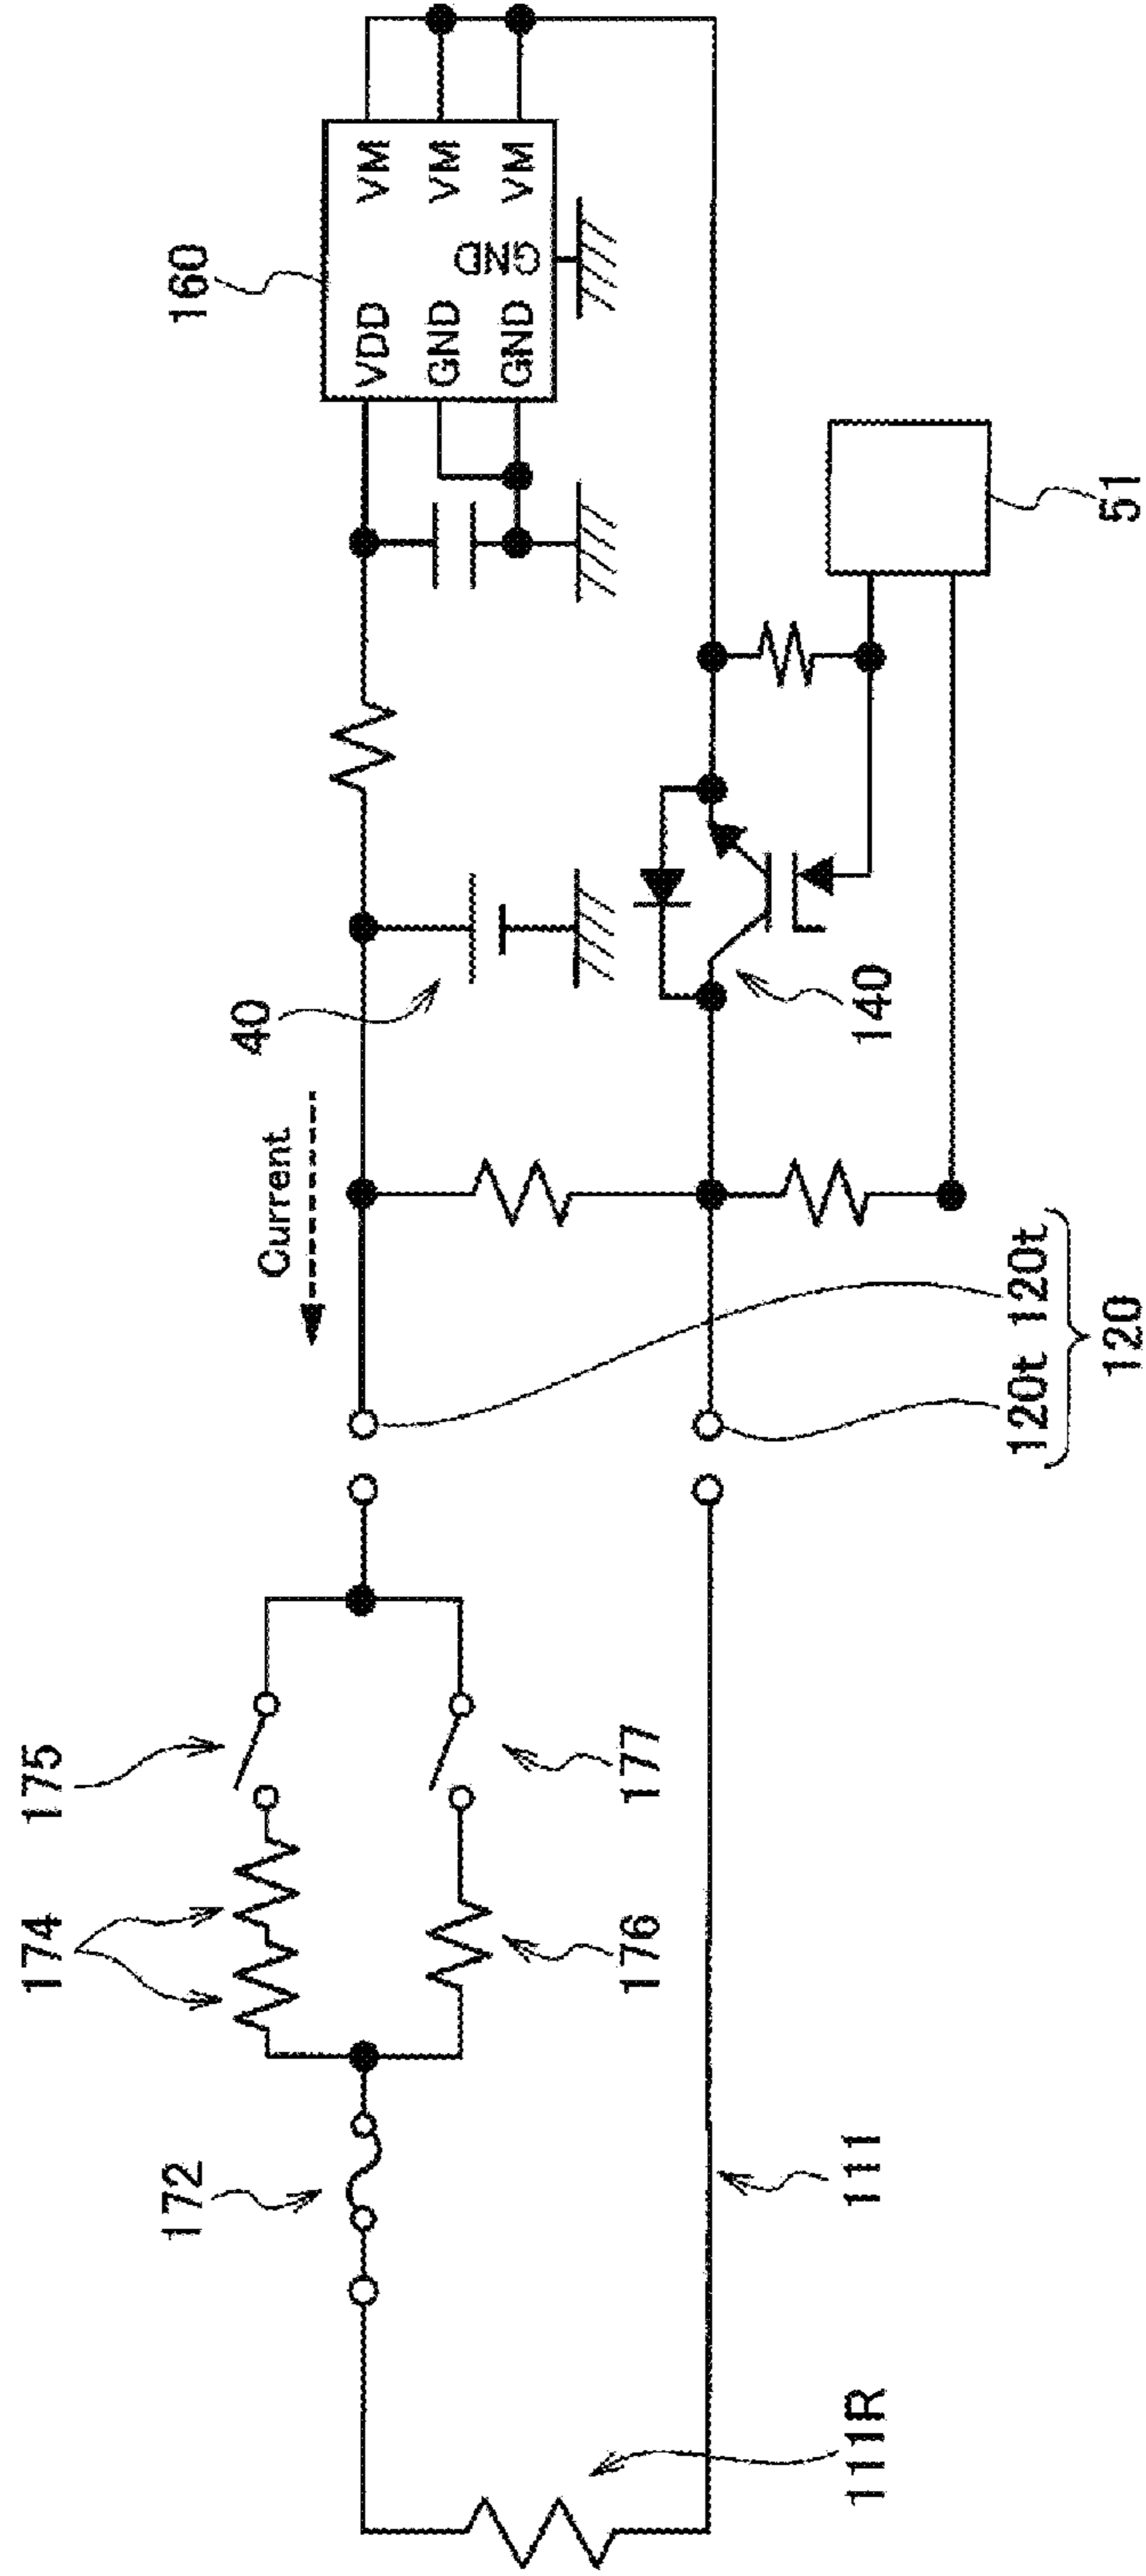 174
175
172
Current
40
160
VDD
VM
GND
VM
GND
VM
GND
176
177
111R
111
120t
120t
120
140
51